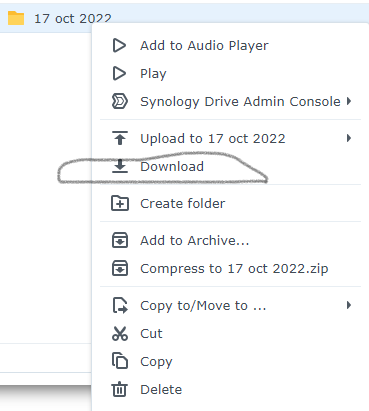 17 oct 2022
Add to Audio Player
Play
Synology Drive Admin Console
Upload to 17 oct 2022
Download
Create folder
Add to Archive...
Compress to 17 oct 2022.zip
Copy to/Move to ...
Cut
Copy
Delete